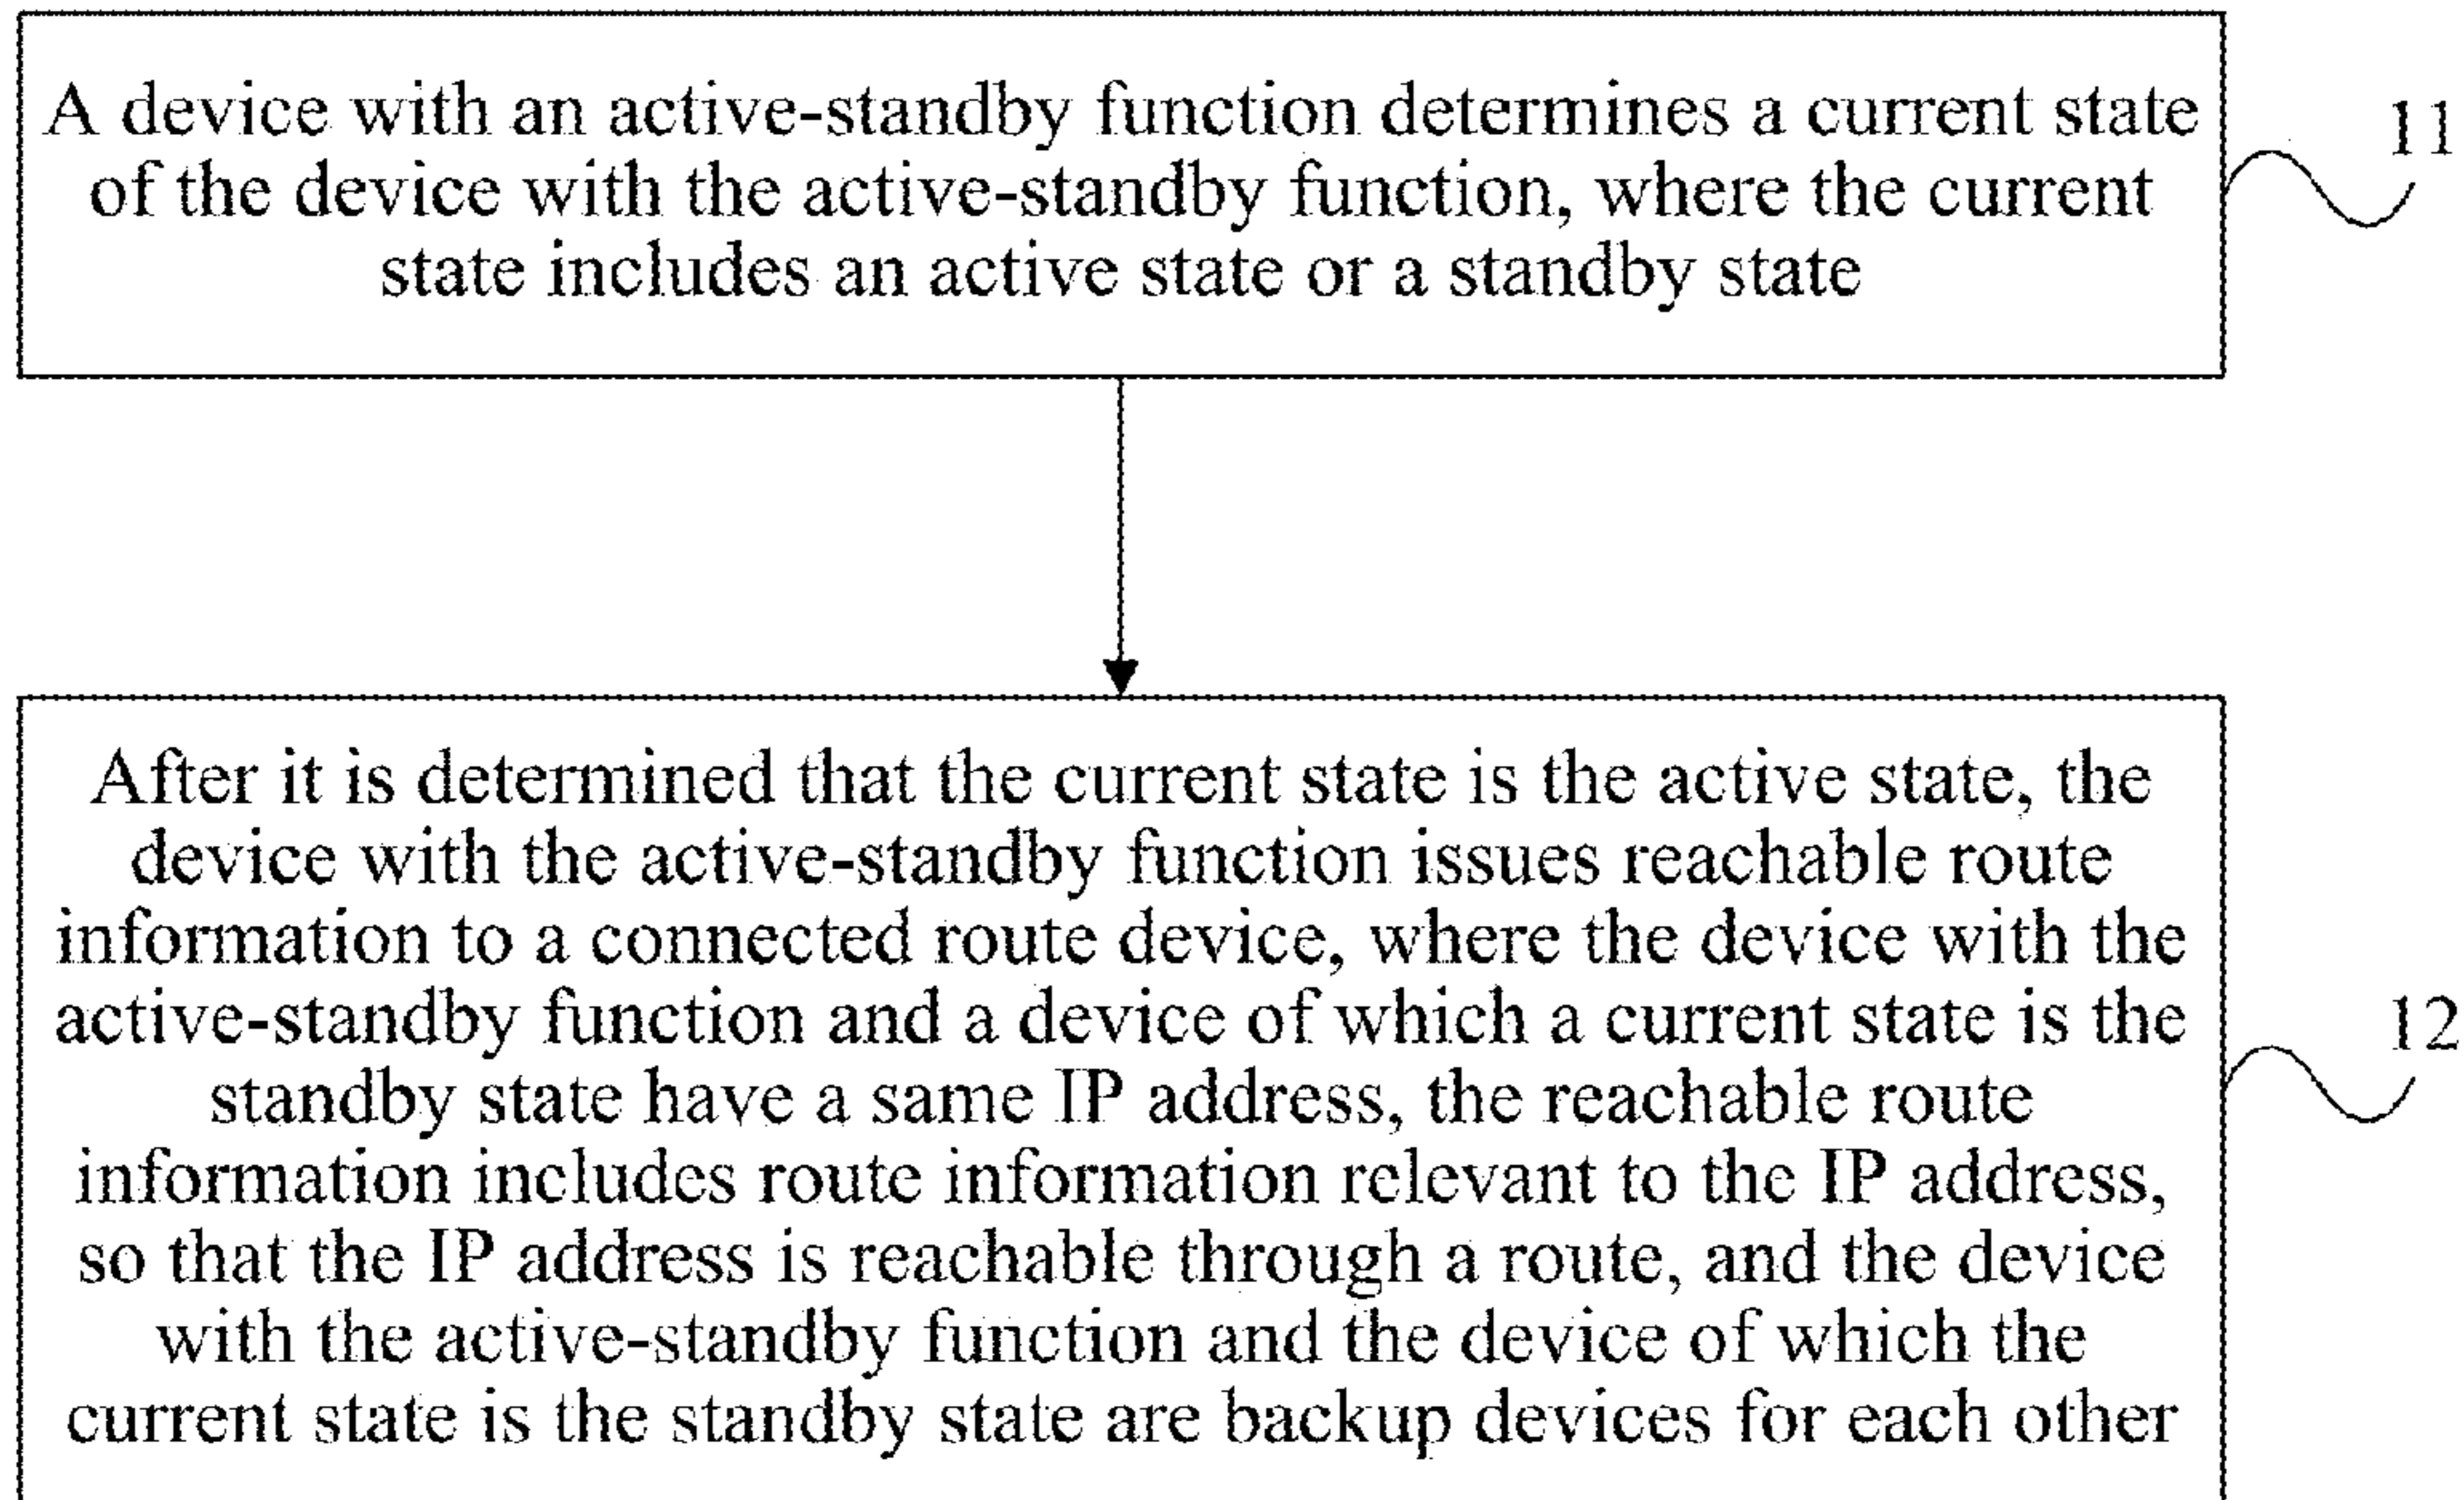 A device with an active-standby function determines a current state
of the device with the active-standby function, where the current
state includes an active state or a standby state
11
After it is determined that the current state is the active state, the
device with the active-standby function issues reachable route
information to a connected route device, where the device with the
active-standby function and a device of which a current state is the
standby state have a same IP address, the reachable route
information includes route information relevant to the IP address,
so that the IP address is reachable through a route, and the device
with the active-standby function and the device of which the
current state is the standby state are backup devices for each other
12